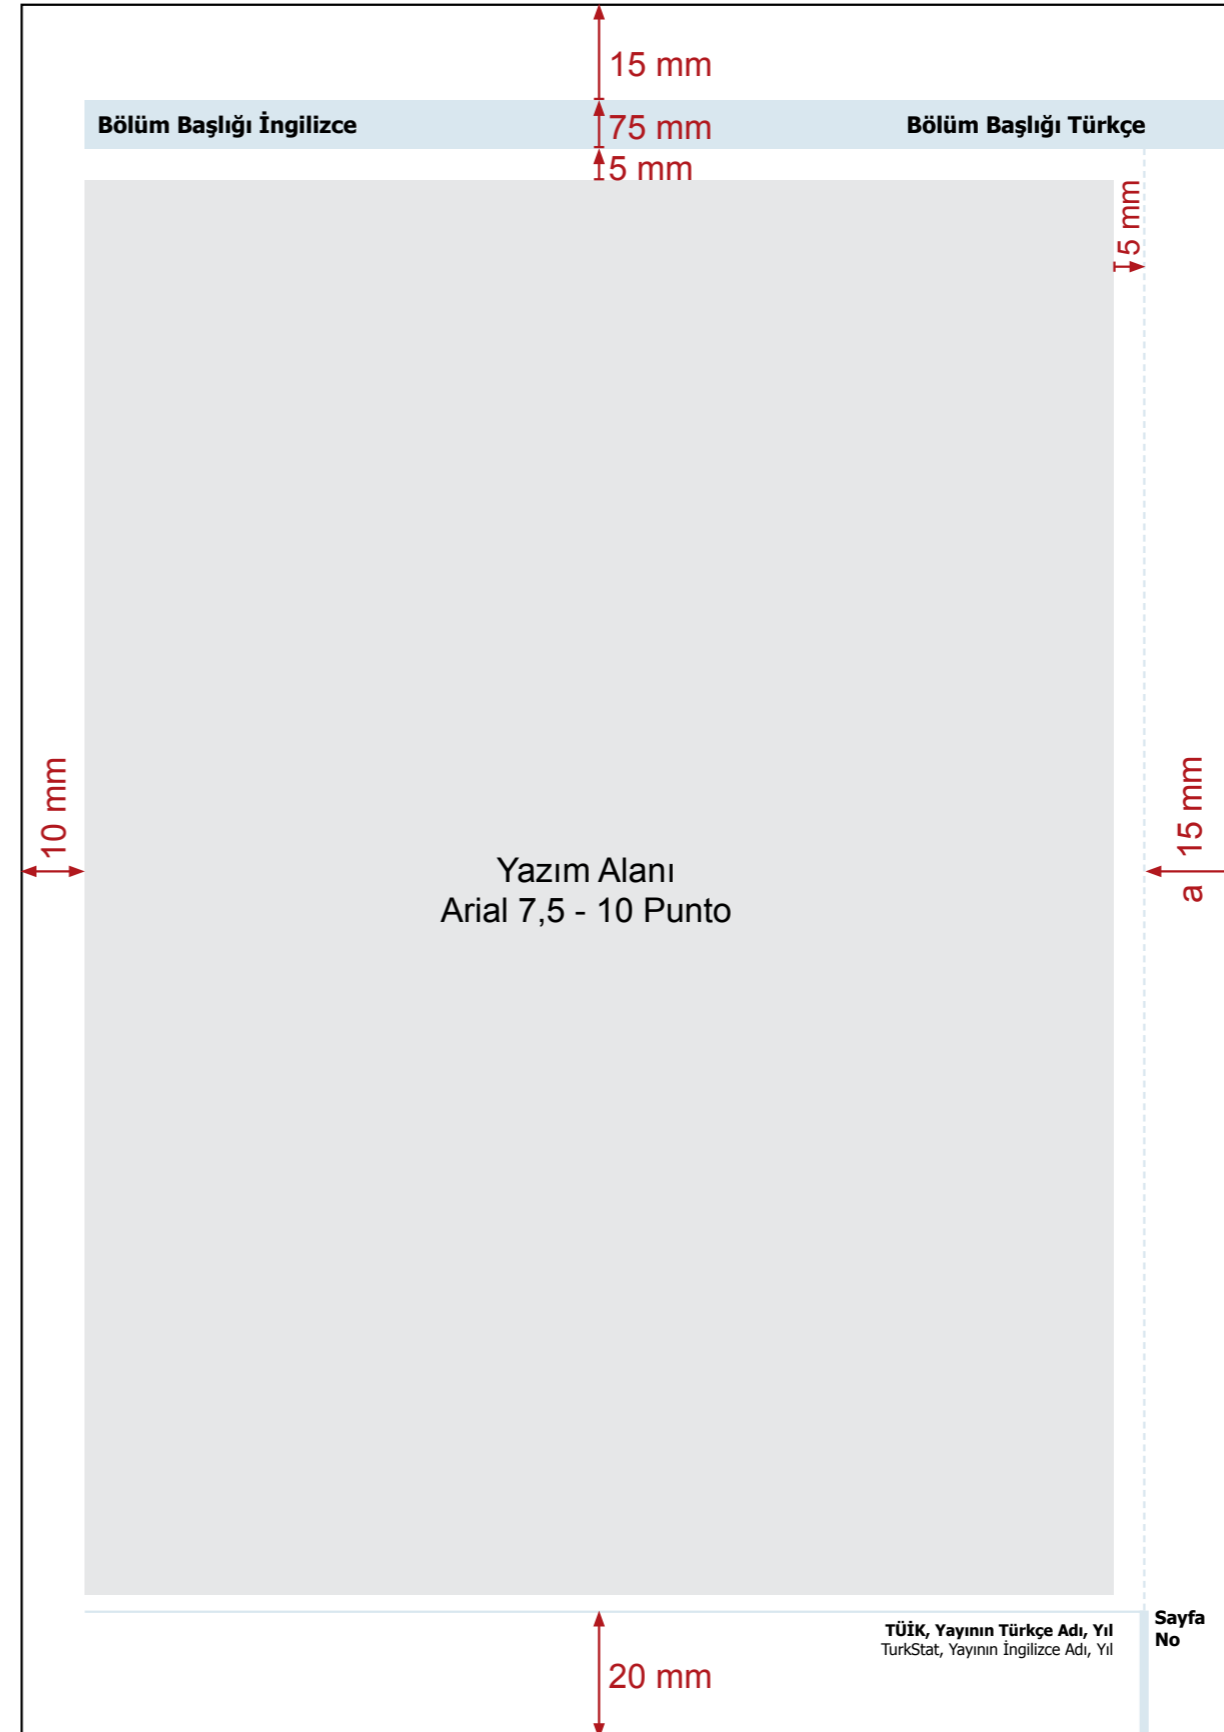 15 mm
Bölüm Başlığı İngilizce
75 mm
Bölüm Başlığı Türkçe
5 mm
5 mm
10 mm
Yazım Alanı
Arial 7,5 - 10 Punto
a 15 mm
TÜİK, Yayının Türkçe Adı, Yıl
TurkStat, Yayının İngilizce Adı, Yıl
Sayfa
No
20 mm